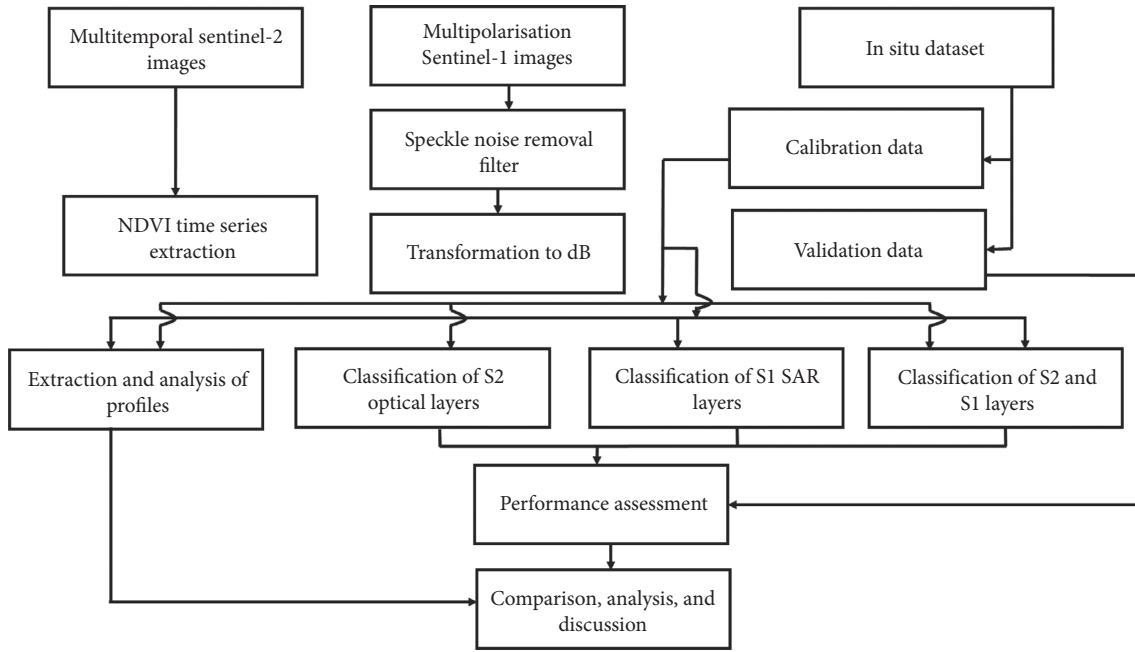 Multitemporal sentinel-2
images
Multipolarisation
Sentinel-1 images
In situ dataset
Speckle noise removal
filter
Calibration data
NDVI time series
extraction
Transformation to dB
Validation data
Extraction and analysis of
profiles
Classification of S2
optical layers
Classification of S1 SAR
layers
Classification of S2 and
S1 layers
Performance assessment
Comparison, analysis, and
discussion